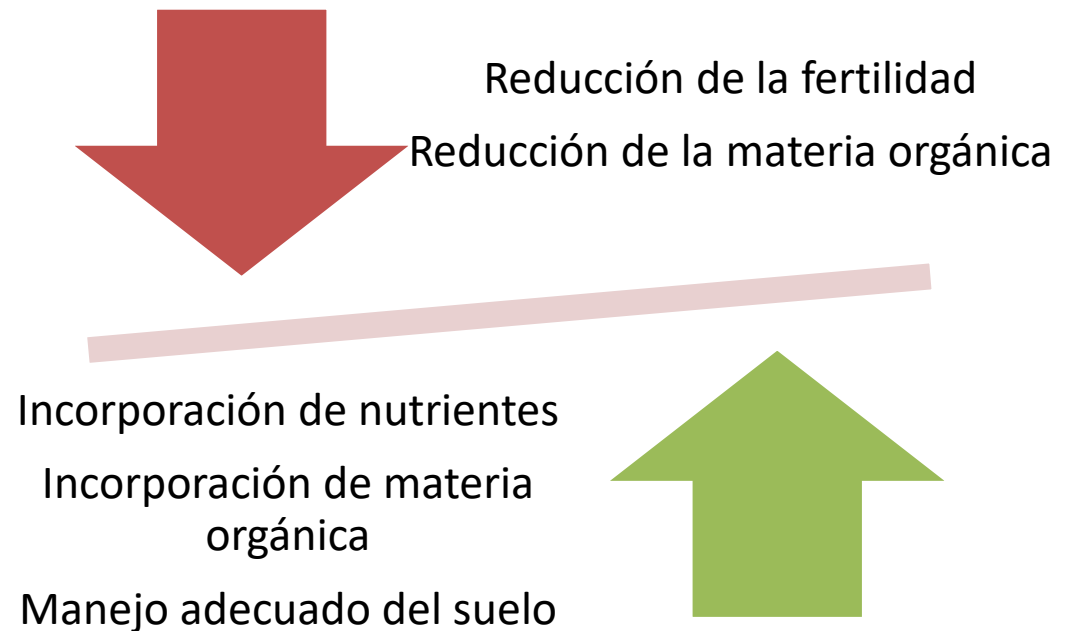 Reducción de la fertilidad
Reducción de la materia orgánica
Incorporación de nutrientes
Incorporación de materia
orgánica
Manejo adecuado del suelo